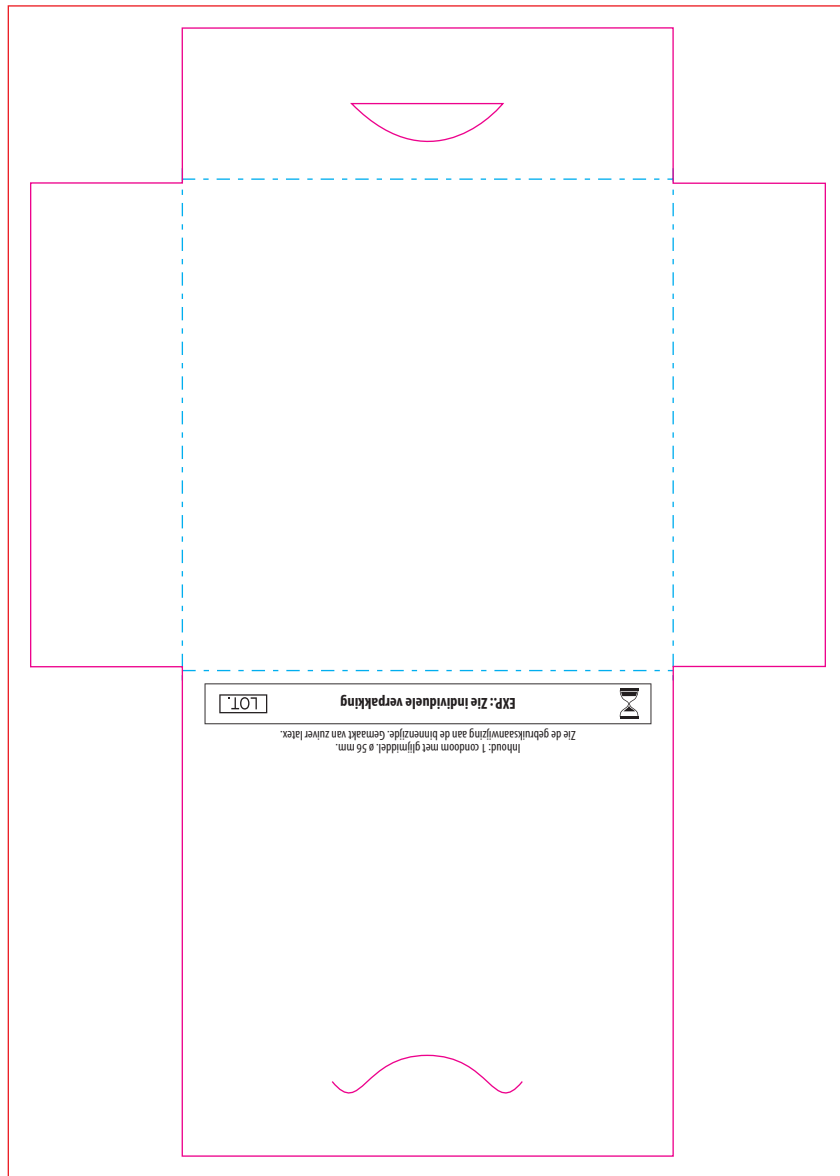 Inhoud: 1 condoom met glijmiddel. ø 56 mm.
Zie de gebruiksaanwijzing aan de binnenzijde. Gemaakt van zuiver latex.
EXP.: Zie individuele verpakking LOT.